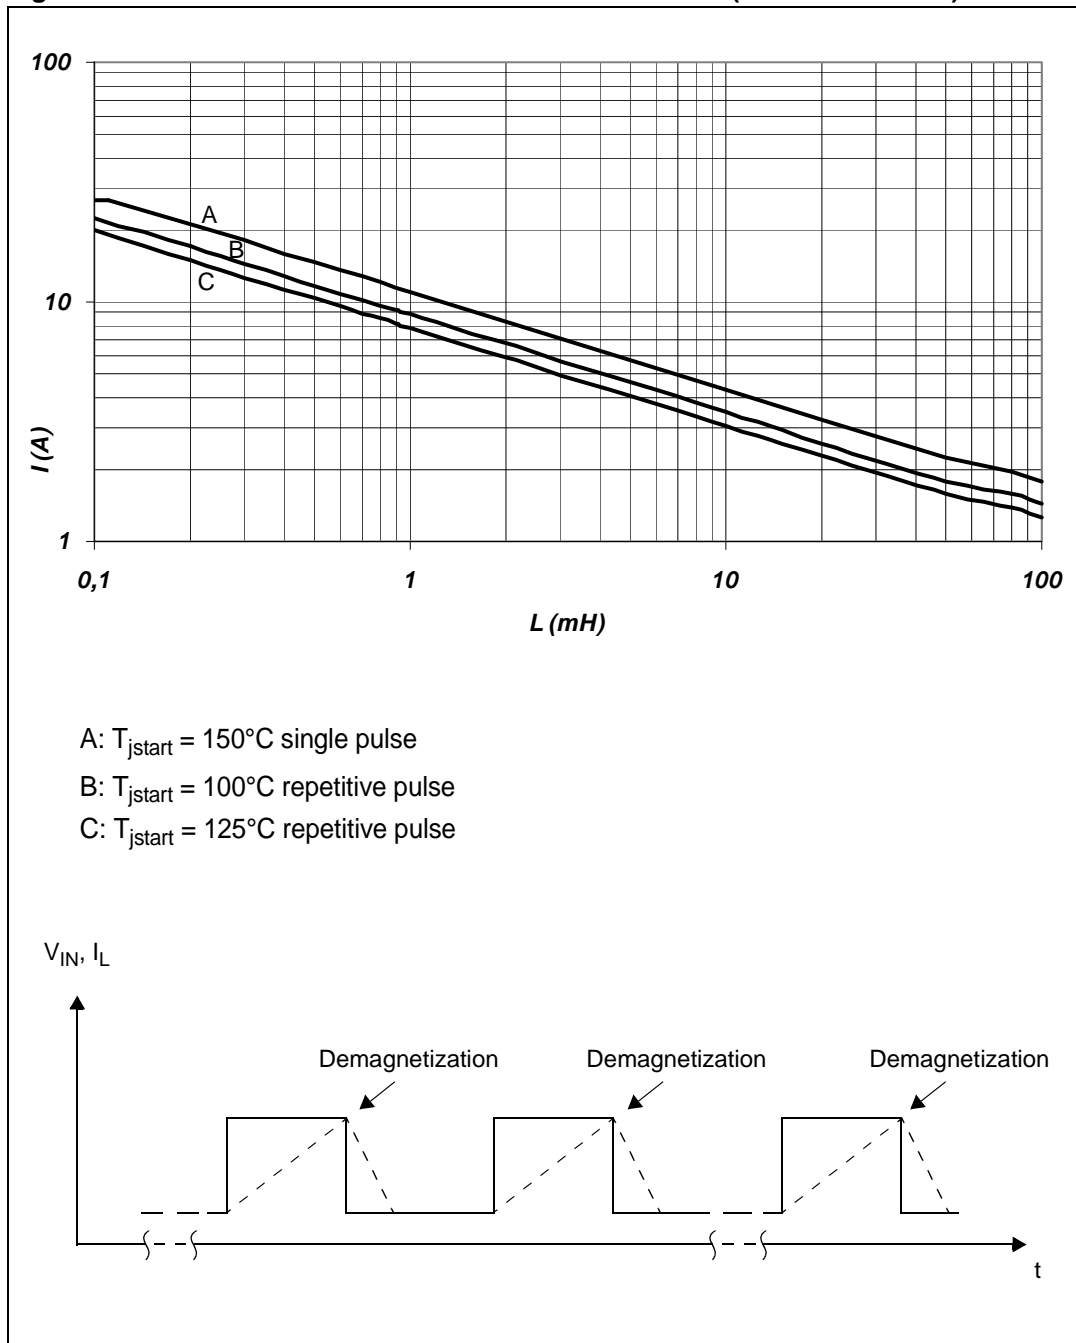 100
A
B
C
10
I (A)
1
0,1 1 10 100
L (mH)
A: Tjstart = 150°C single pulse
B: Tjstart = 100°C repetitive pulse
C: Tjstart = 125°C repetitive pulse
VIN, IL
Demagnetization Demagnetization Demagnetization
t